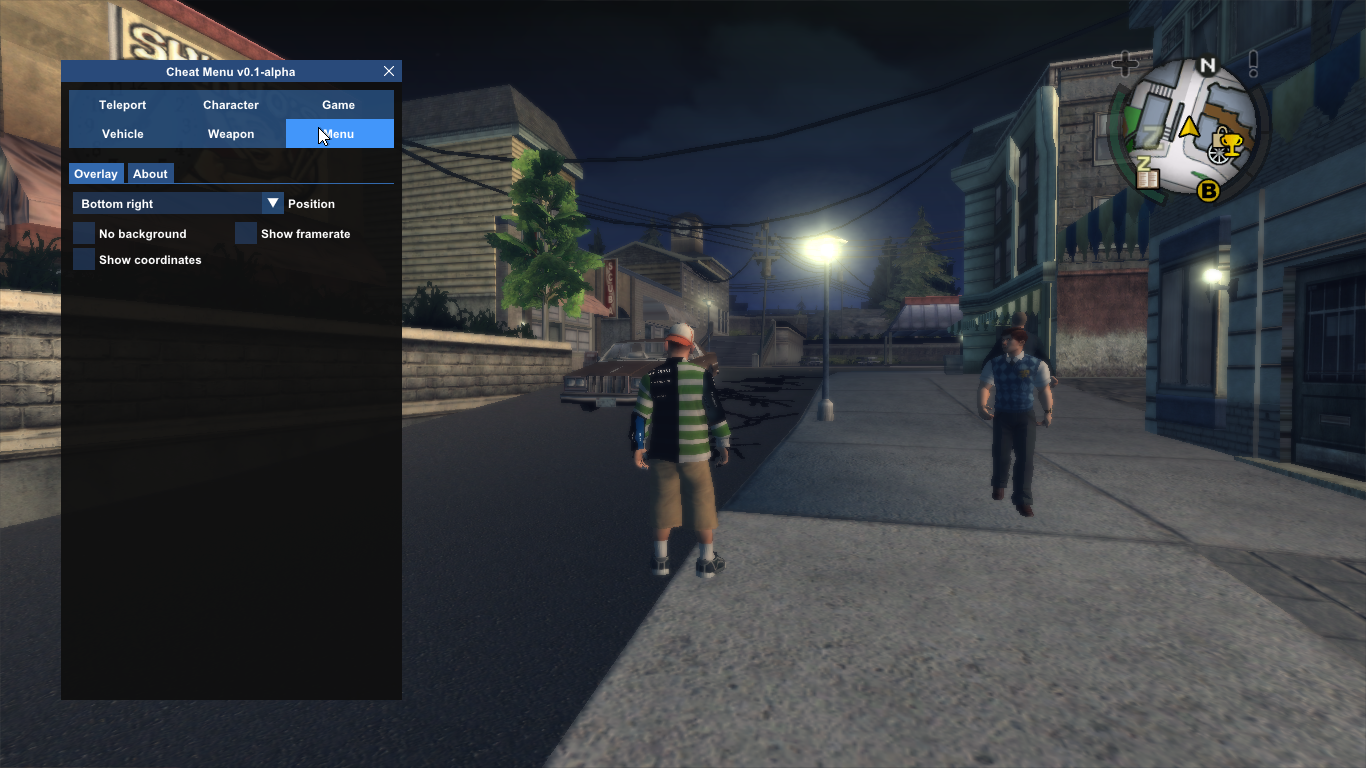 Cheat Menu v0.1-alpha
Teleport Character Game
Vehicle Weapon Menu
Overlay About
Bottom right Position
No background Show framerate
Show coordinates
N
Z
Z
B